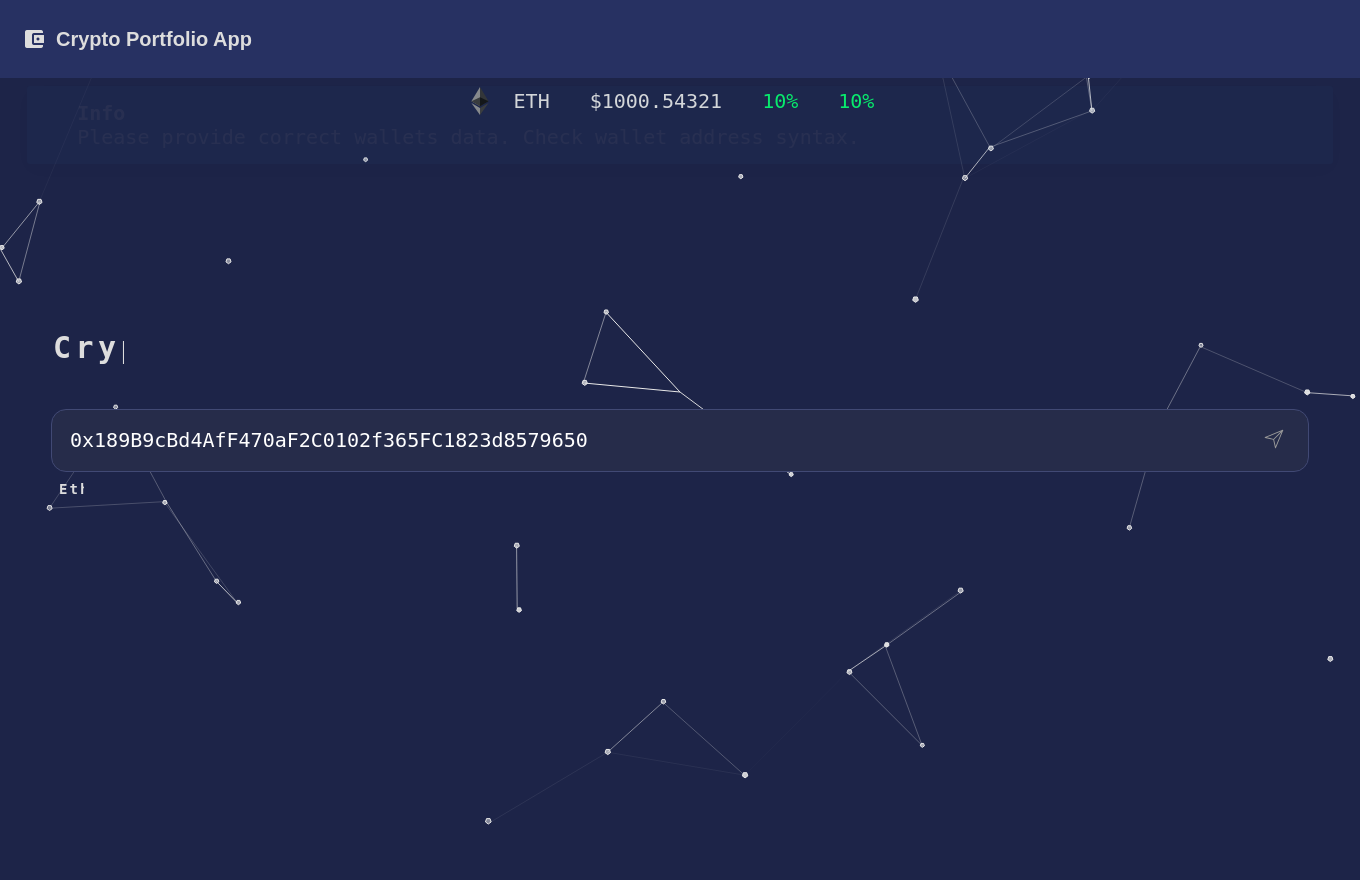 Crypto Portfolio App
ETH $1000.54321 10% 10%
Info
Please provide correct wallets data. Check wallet address syntax.
Cry
0x189B9cBd4AfF470aF2C0102f365FC1823d8579650